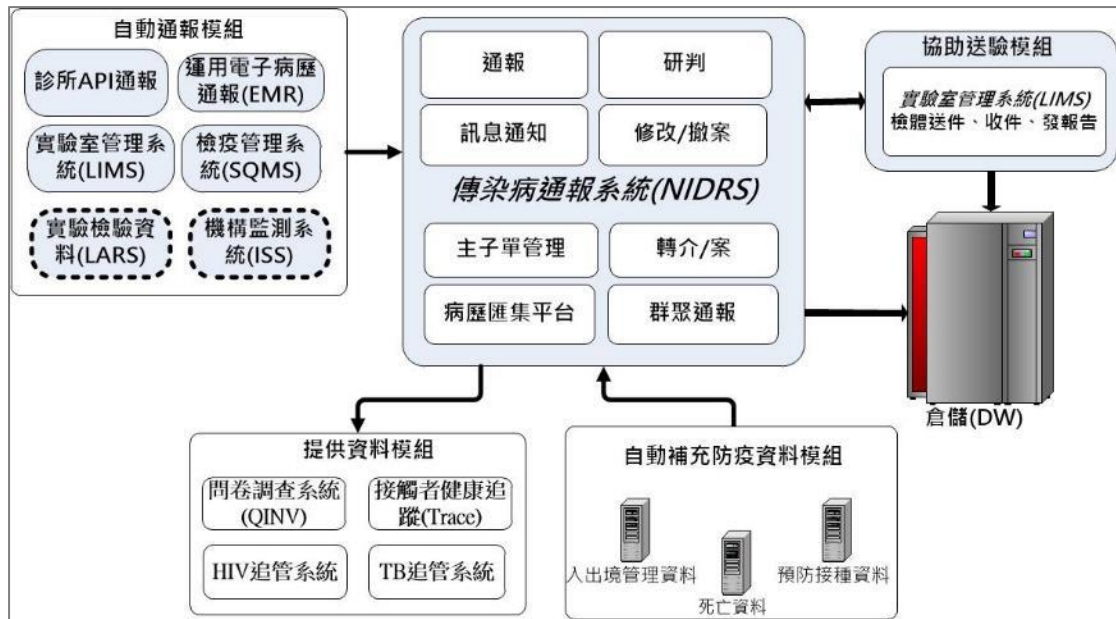 自動通報模組
診所API通報
運用電子病歷
通報(EMR)
實驗室管理系
統(LIMS)
檢疫管理系
統(SQMS)
實驗檢驗資
料(LARS)
機構監測系
統(ISS)
通報
研判
訊息通知
修改/撤案
傳染病通報系統(NIDRS)
主子單管理
轉介/案
病歷匯集平台
群聚通報
協助送驗模組
實驗室管理系統(LIMS)
檢體送件、收件、發報告
倉儲(DW)
提供資料模組
問卷調查系統
(QINV)
接觸者健康追
蹤(Trace)
HIV追管系統
TB追管系統
自動補充防疫資料模組
入出境管理資料
死亡資料
預防接種資料